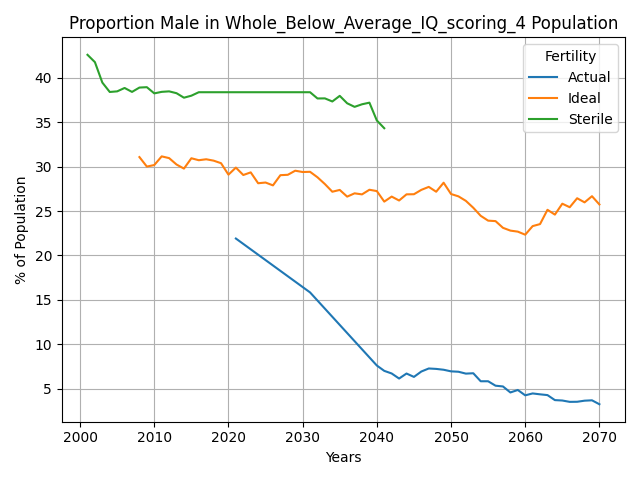 Proportion Male in Whole_Below_Average_IQ_scoring_4 Population
Fertility
Actual
Ideal
Sterile
% of Population
40
35
30
25
20
15
10
5
2000 2010 2020 2030 2040 2050 2060 2070
Years